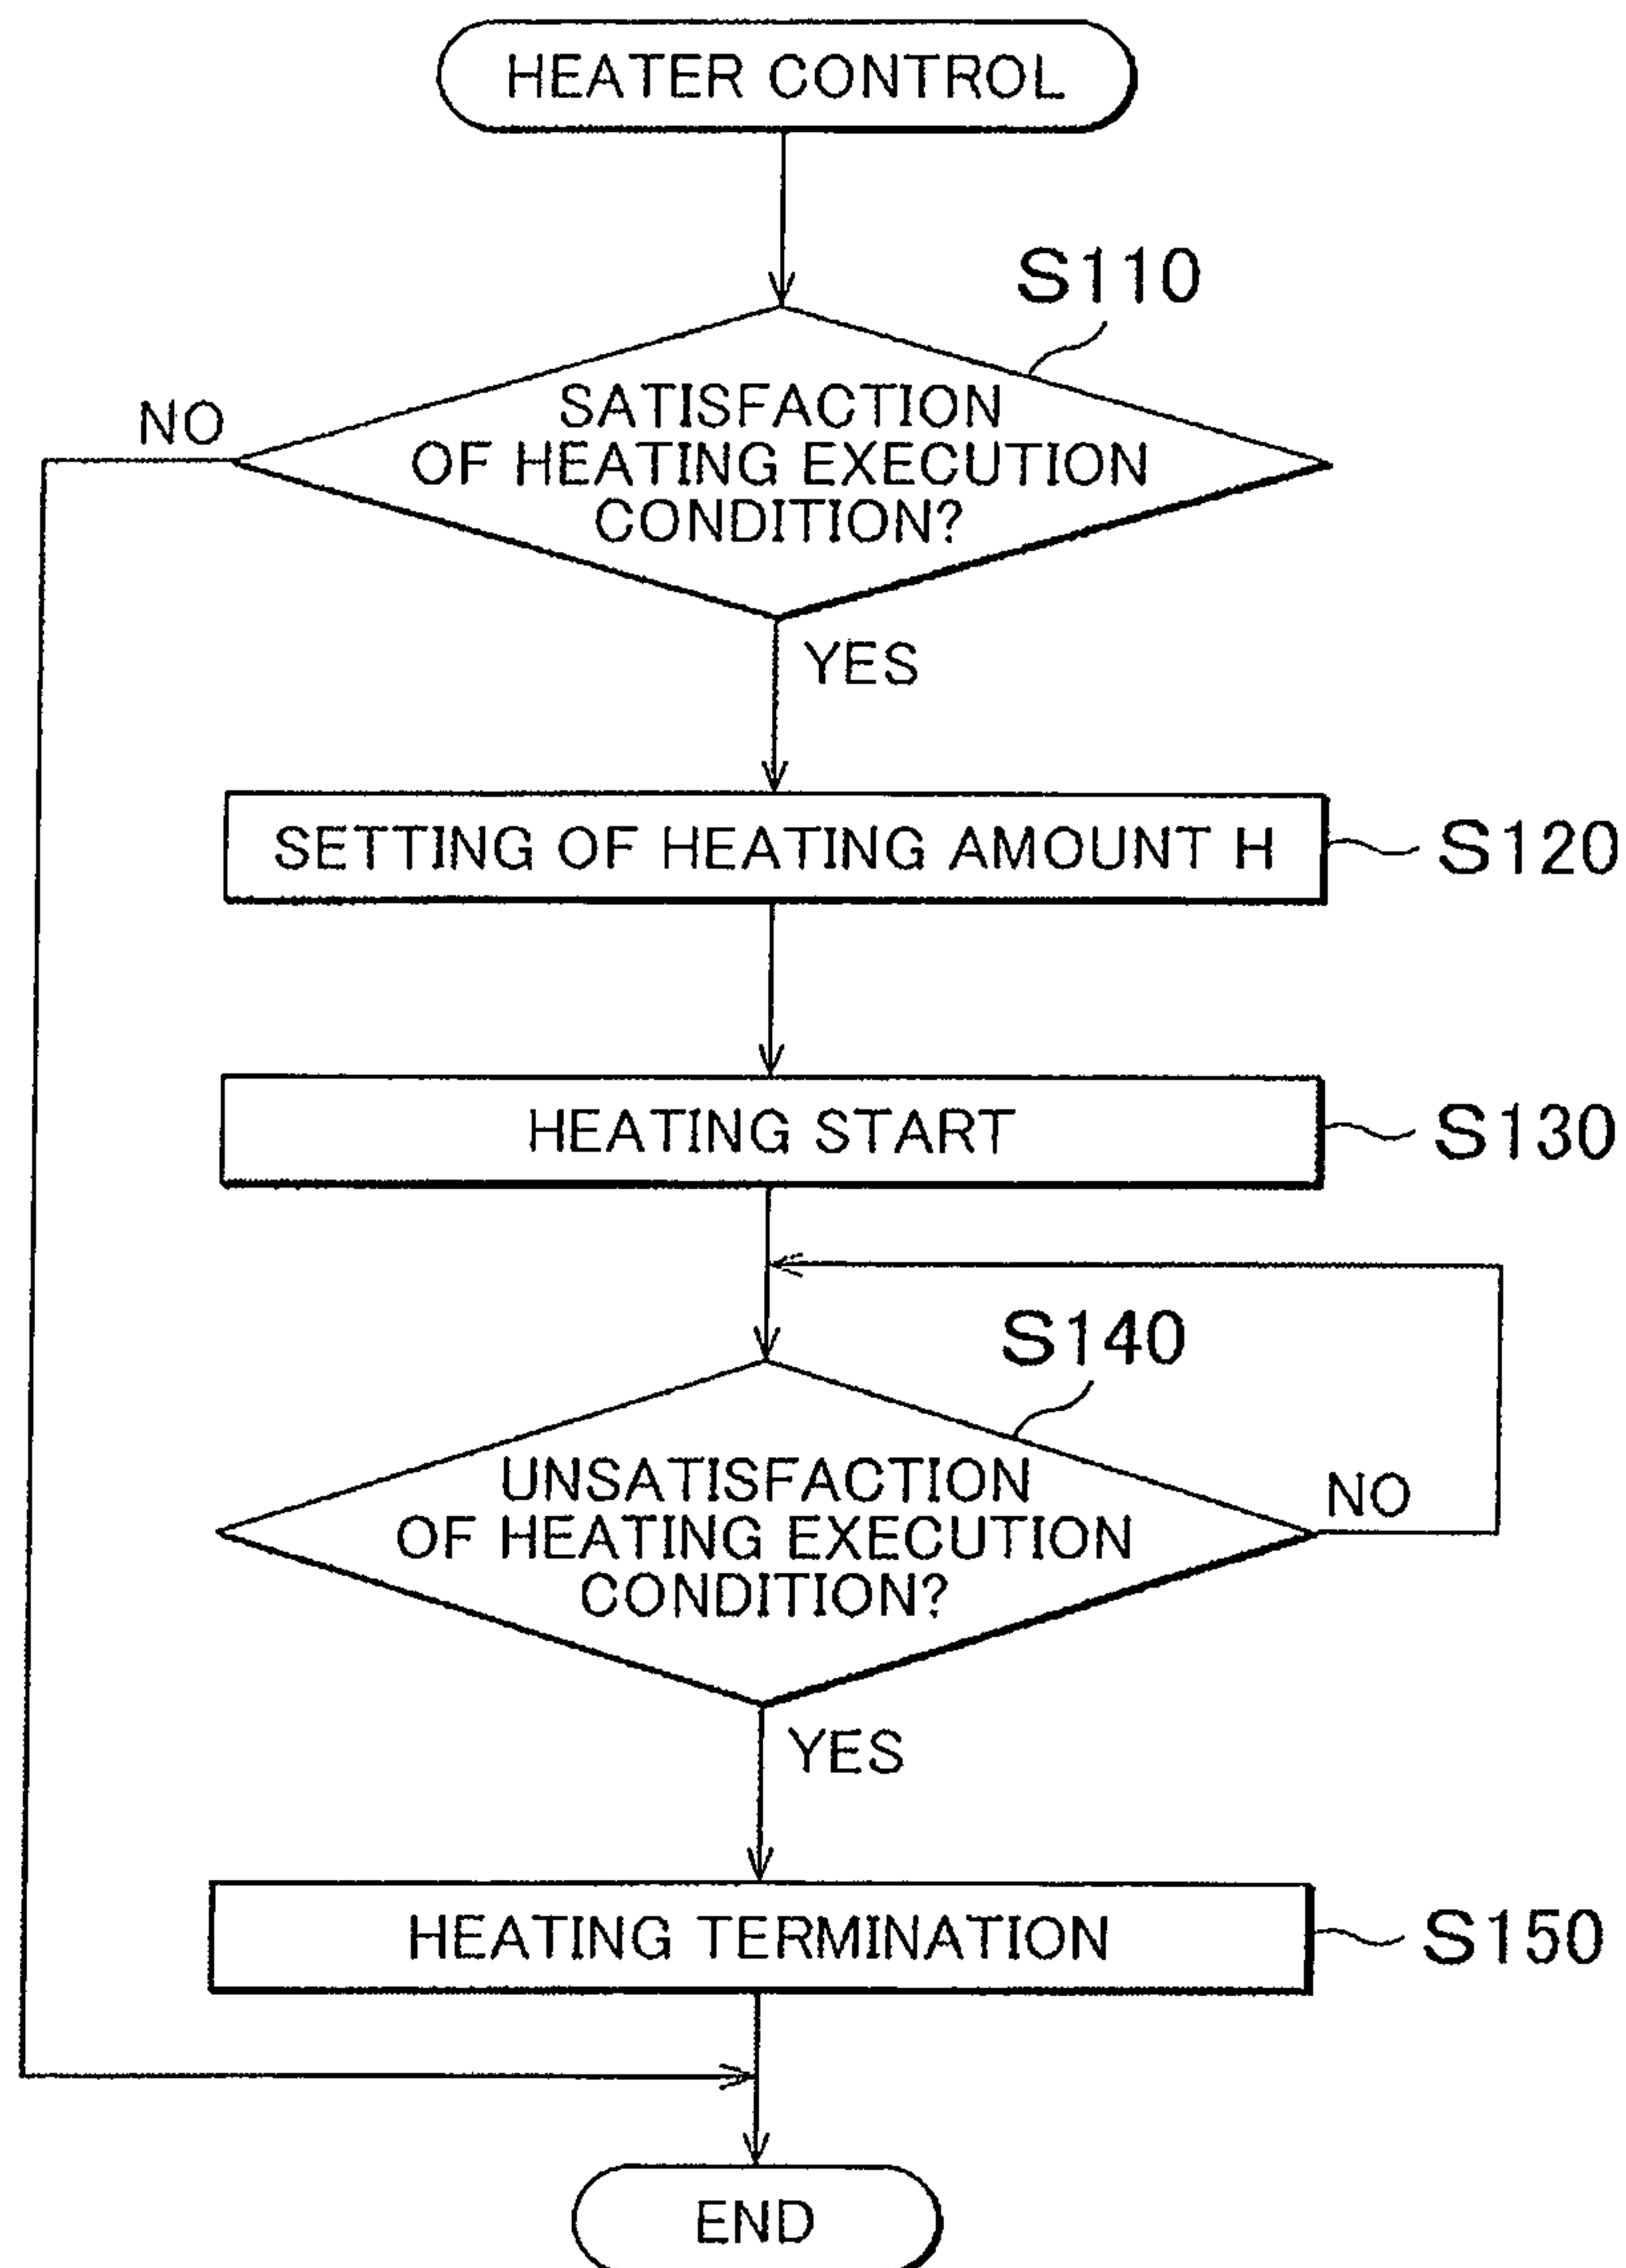 HEATER CONTROL
S110
NO
SATISFACTION
OF HEATING EXECUTION
CONDITION?
YES
SETTING OF HEATING AMOUNT H
S120
HEATING START
S130
S140
UNSATISFACTION
OF HEATING EXECUTION
CONDITION?
NO
YES
HEATING TERMINATION
S150
END